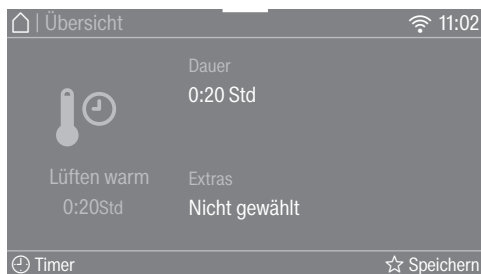 | Übersicht 11:02
Dauer
0:20 Std
Lüften warm
0:20Std
Extras
Nicht gewählt
Timer Speichern